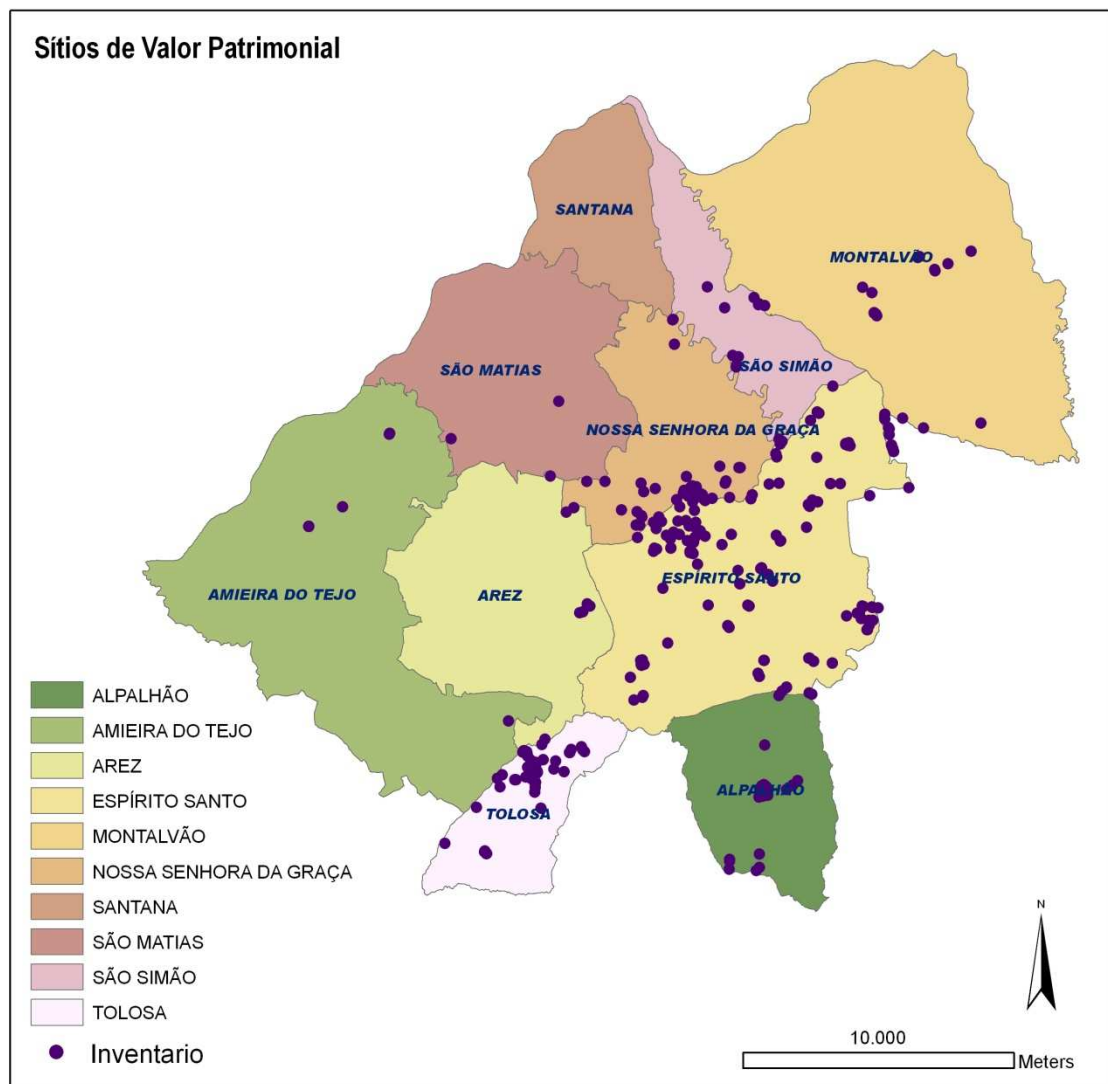 Sítios de Valor Patrimonial
SANTANA
MONTALVÃO
SÃO MATIAS
SÃO SIMÃO
NOSSA SENHORA DA GRAÇA
ESPÍRITO SANTO
AMIEIRA DO TEJO
AREZ
ALPALHÃO
TOLOSA
ALPALHÃO
AMIEIRA DO TEJO
AREZ
ESPÍRITO SANTO
MONTALVÃO
NOSSA SENHORA DA GRAÇA
SANTANA
SÃO MATIAS
SÃO SIMÃO
TOLOSA
Inventario
N
10.000
Meters